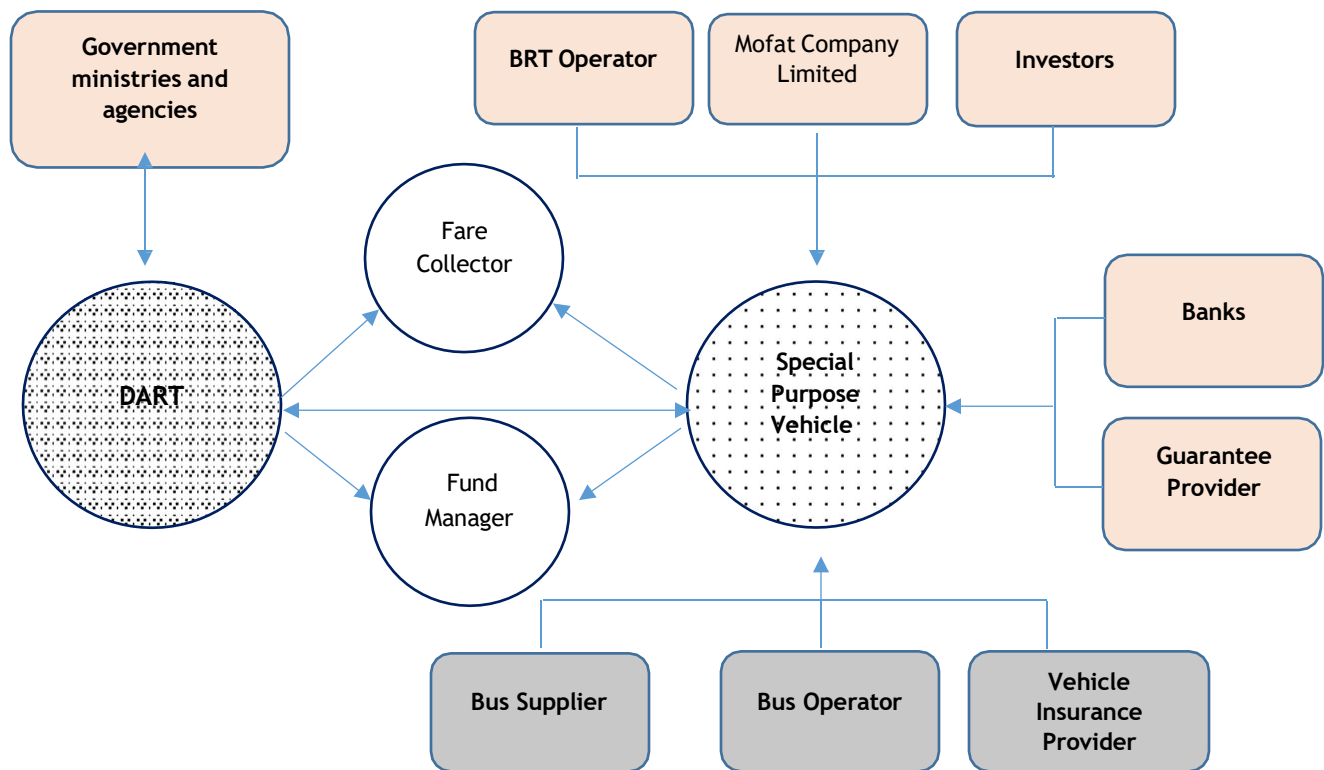 Government
ministries and
agencies
BRT Operator
Mofat Company
Limited
Investors
Fare
Collector
Banks
DART
Special
Purpose
Vehicle
Guarantee
Provider
Fund
Manager
Bus Supplier
Bus Operator
Vehicle
Insurance
Provider